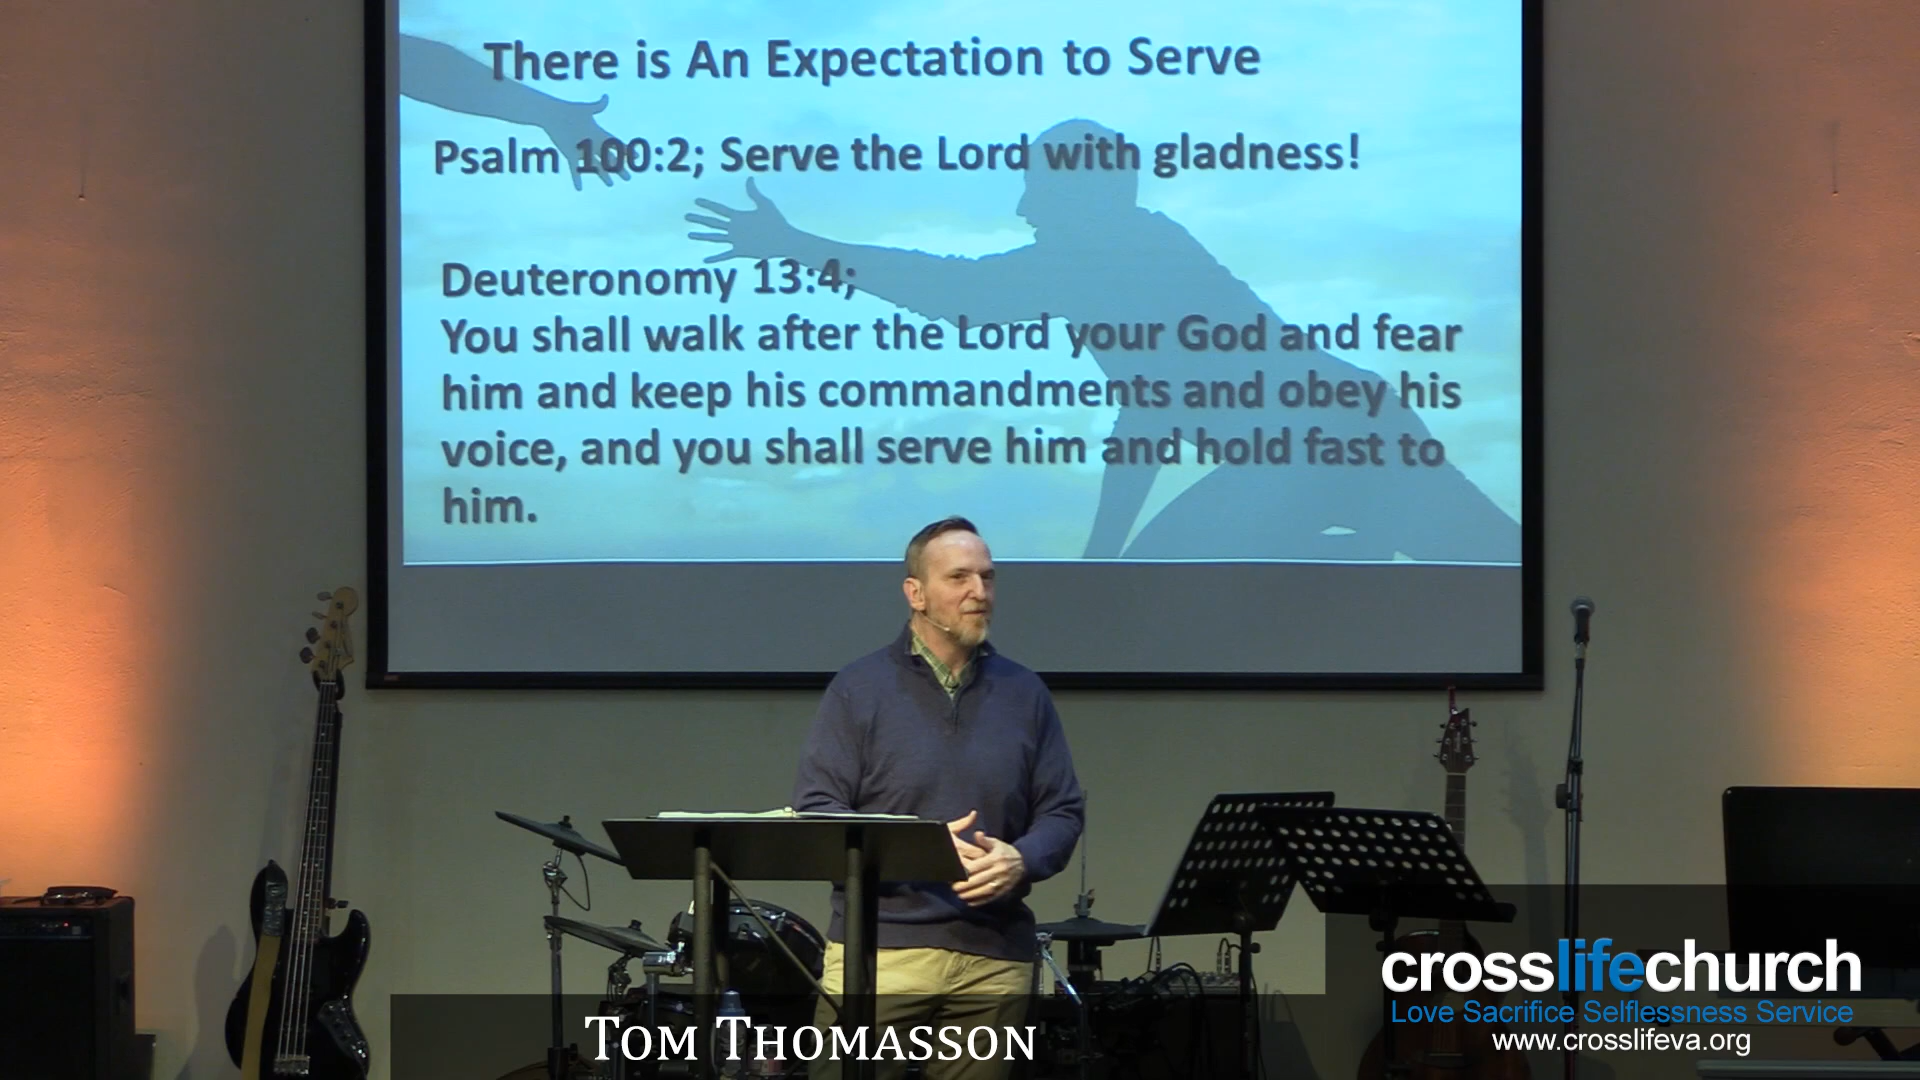 There is An Expectation to Serve
Psalm 100:2; Serve the Lord with gladness!
Deuteronomy 13:4;
You shall walk after the Lord your God and fear
him and keep his commandments and obey his
voice, and you shall serve him and hold fast to
him.
Tom Thomasson
crosslifechurch
Love Sacrifice Selflessness Service
www.crosslifeva.org